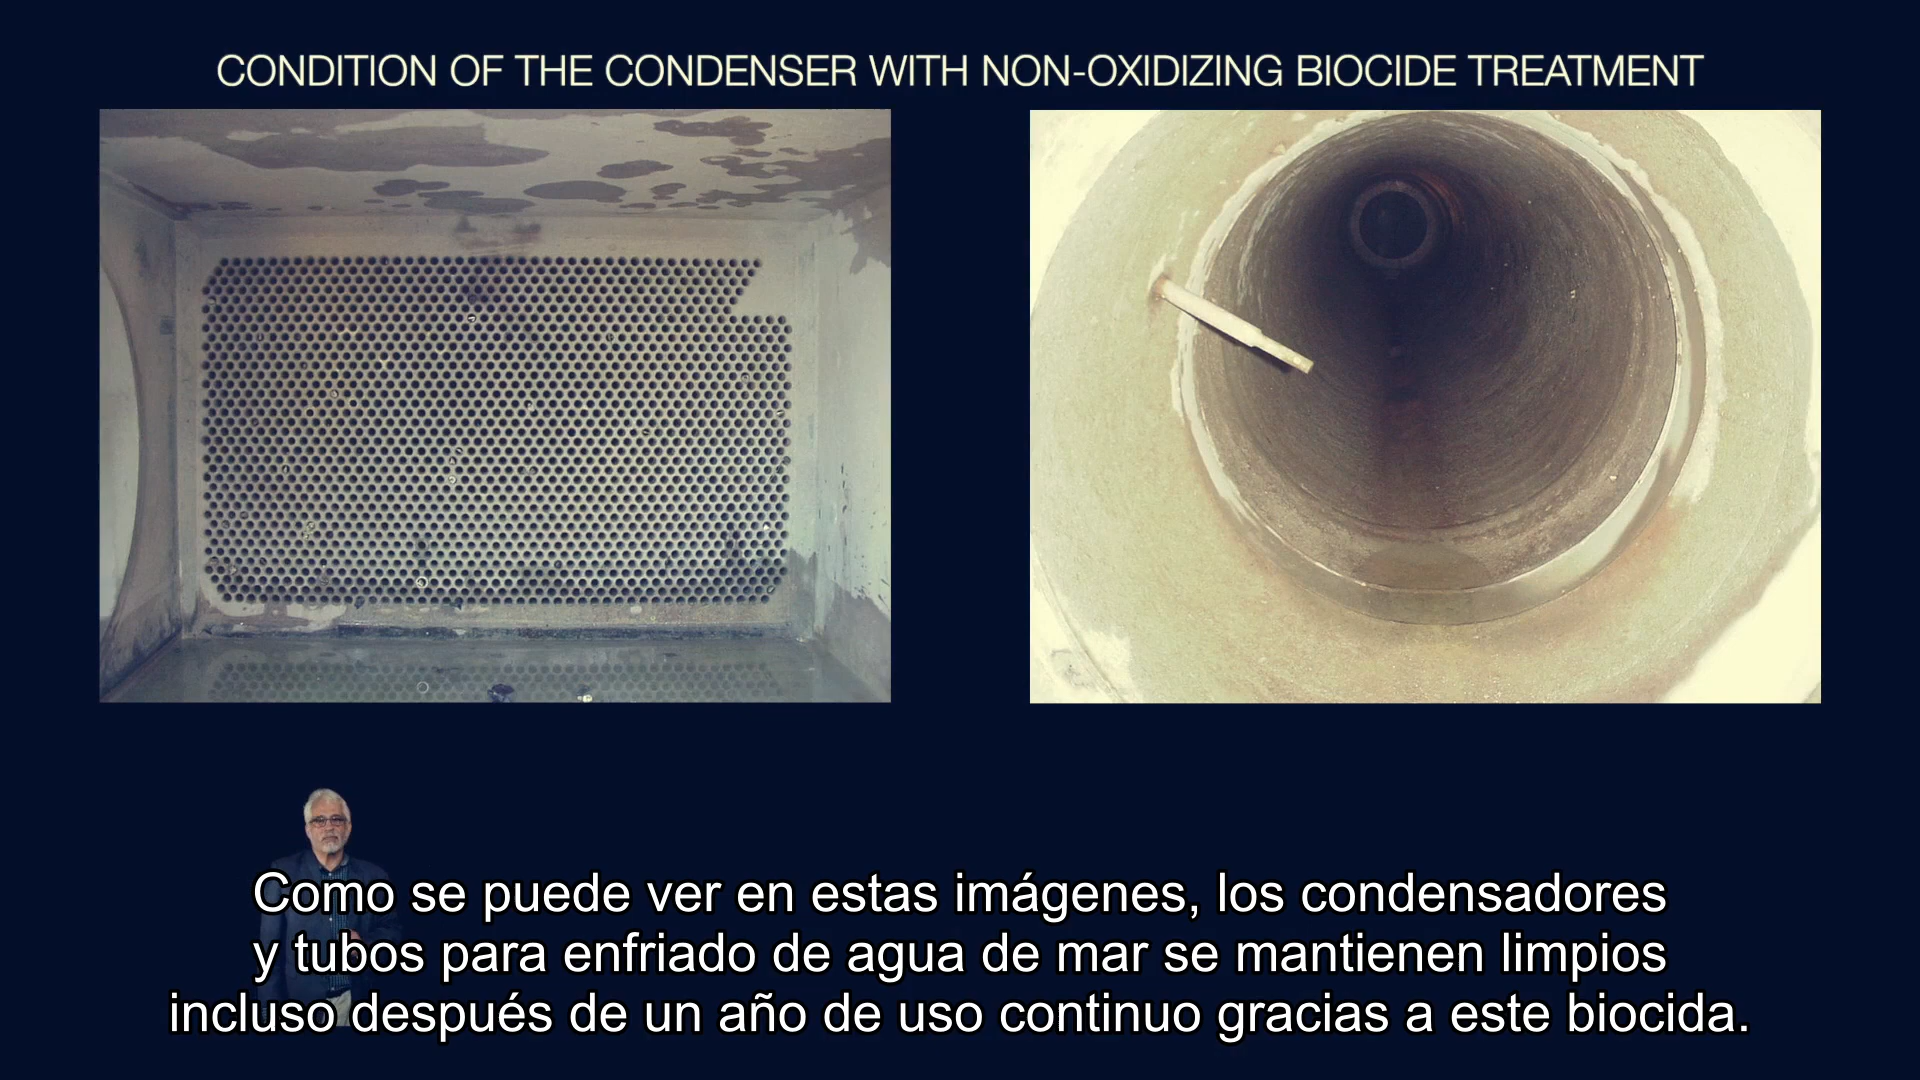 CONDITION OF THE CONDENSER WITH NON-OXIDIZING BIOCIDE TREATMENT
Como se puede ver en estas imágenes, los condensadores
y tubos para enfriado de agua de mar se mantienen limpios
incluso después de un año de uso continuo gracias a este biocida.